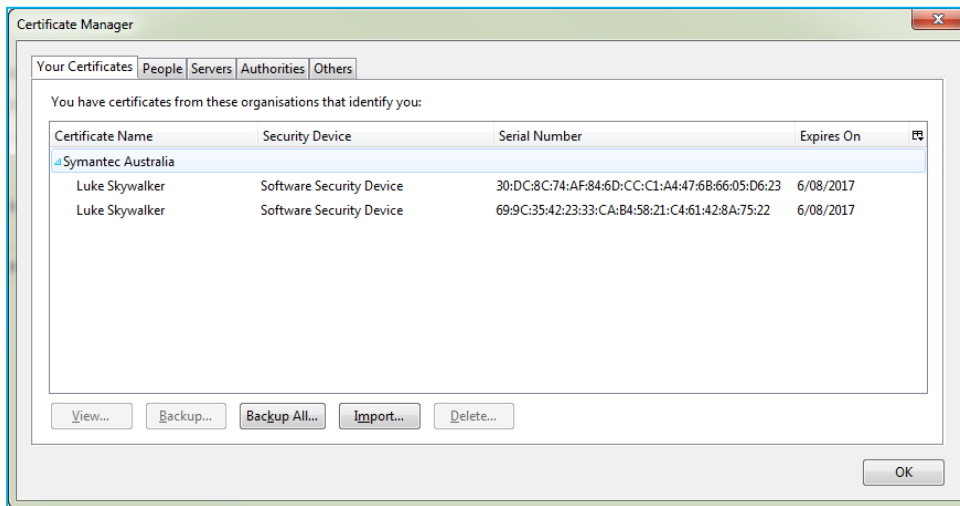 Certificate Manager
Your Certificates People Servers Authorities Others
You have certificates from these organisations that identify you:
Certificate Name Security Device Serial Number Expires On
Symantec Australia
Luke Skywalker Software Security Device 30:DC:8C:74:AF:84:6D:CC:C1:A4:47:6B:66:05:D6:23 6/08/2017
Luke Skywalker Software Security Device 69:9C:35:42:23:33:CA:B4:58:21:C4:61:42:8A:75:22 6/08/2017
View... Backup... Backup All... Import... Delete...
OK